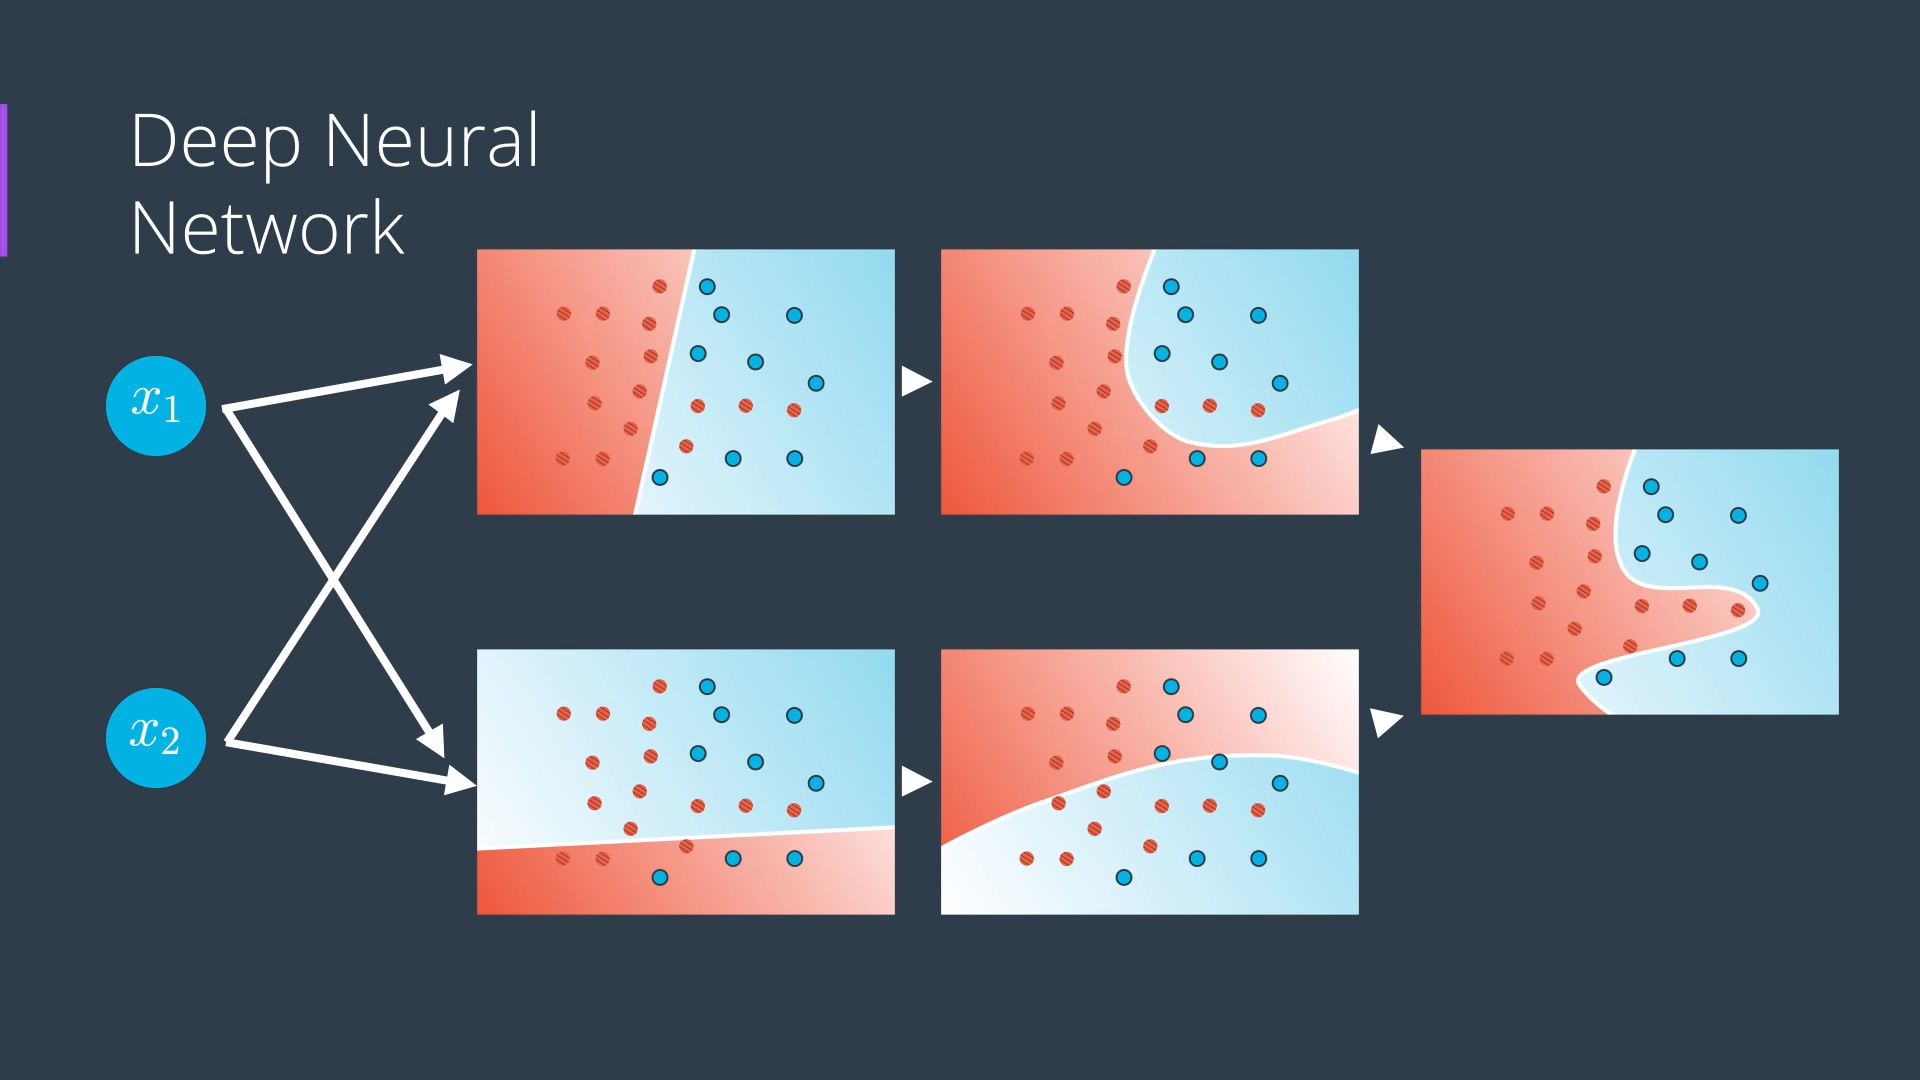 Deep Neural
Network
x₁
x₂